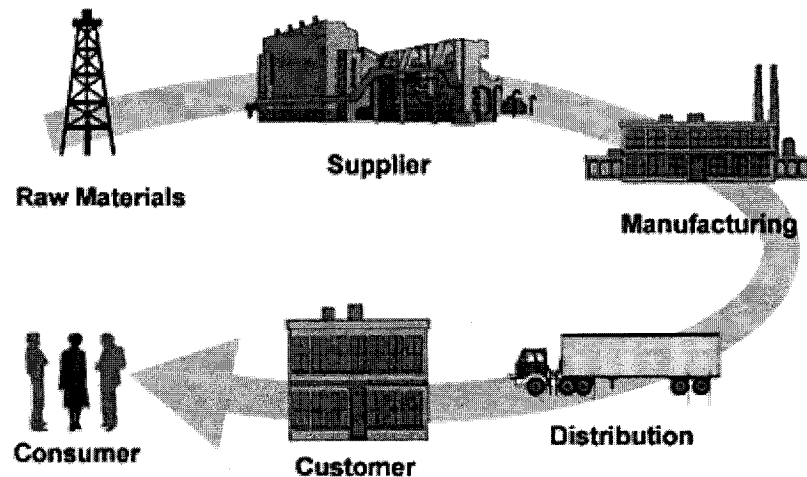 Raw Materials
Supplier
Manufacturing
Distribution
Customer
Consumer